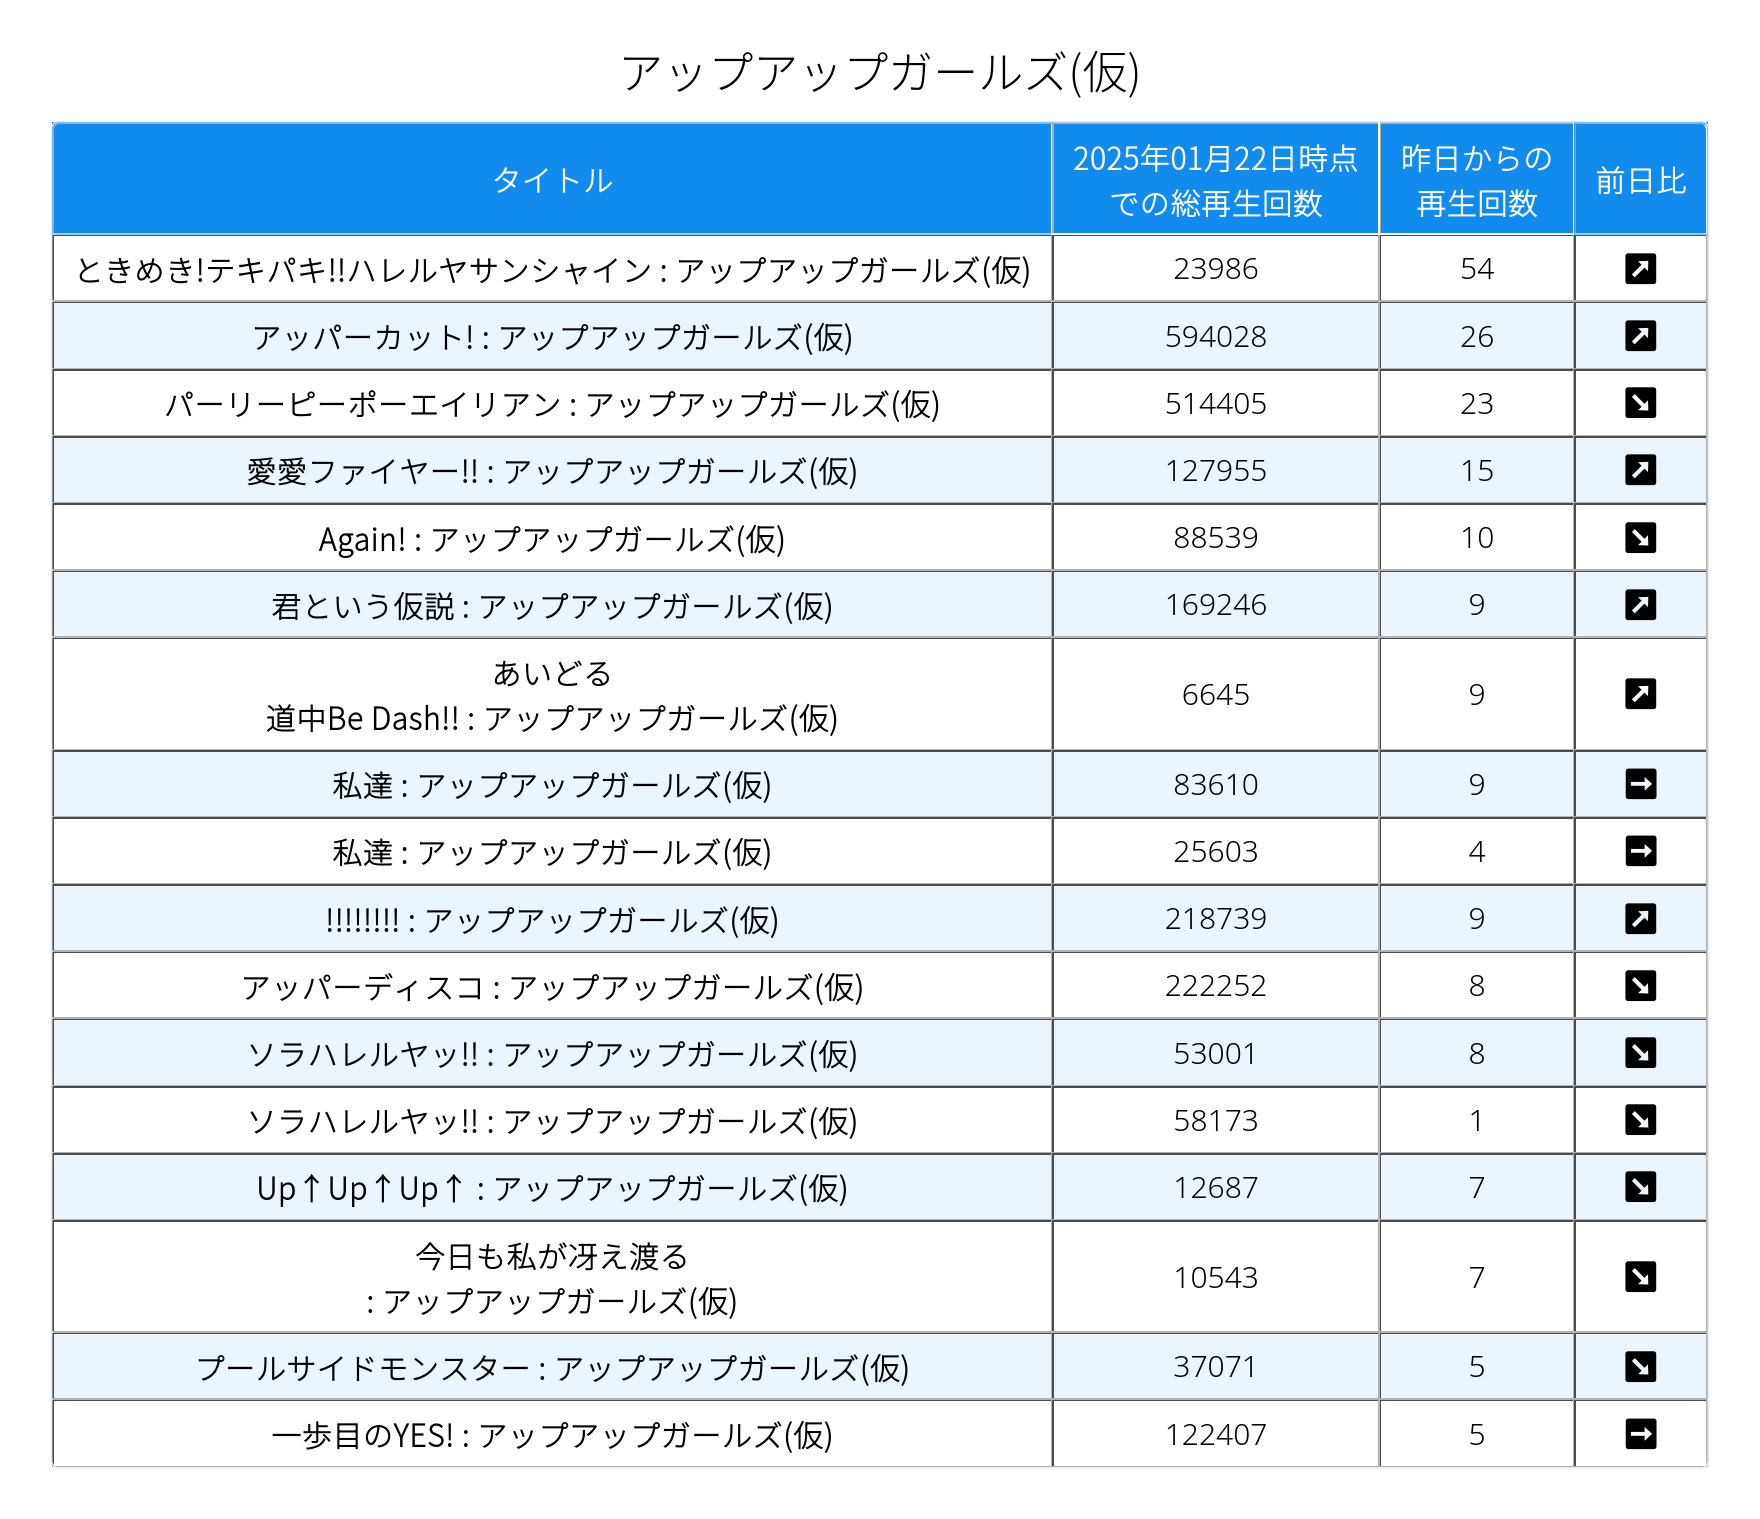 アップアップガールズ(仮)
タイトル 2025年01月22日時点での総再生回数 昨日からの再生回数 前日比
ときめき!テキパキ!!ハレルヤサンシャイン : アップアップガールズ(仮) 23986 54 ↗
アッパーカット! : アップアップガールズ(仮) 594028 26 ↗
パーリーピーポーエイリアン : アップアップガールズ(仮) 514405 23 ↘
愛愛ファイヤー!! : アップアップガールズ(仮) 127955 15 ↗
Again! : アップアップガールズ(仮) 88539 10 ↘
君という仮説 : アップアップガールズ(仮) 169246 9 ↗
あいどる
道中Be Dash!! : アップアップガールズ(仮) 6645 9 ↗
私達 : アップアップガールズ(仮) 83610 9 →
私達 : アップアップガールズ(仮) 25603 4 →
!!!!!!!! : アップアップガールズ(仮) 218739 9 ↗
アッパーディスコ : アップアップガールズ(仮) 222252 8 ↘
ソラハレルヤッ!! : アップアップガールズ(仮) 53001 8 ↘
ソラハレルヤッ!! : アップアップガールズ(仮) 58173 1 ↘
Up↑Up↑Up↑ : アップアップガールズ(仮) 12687 7 ↘
今日も私が冴え渡る
: アップアップガールズ(仮) 10543 7 ↘
プールサイドモンスター : アップアップガールズ(仮) 37071 5 ↘
一歩目のYES! : アップアップガールズ(仮) 122407 5 →